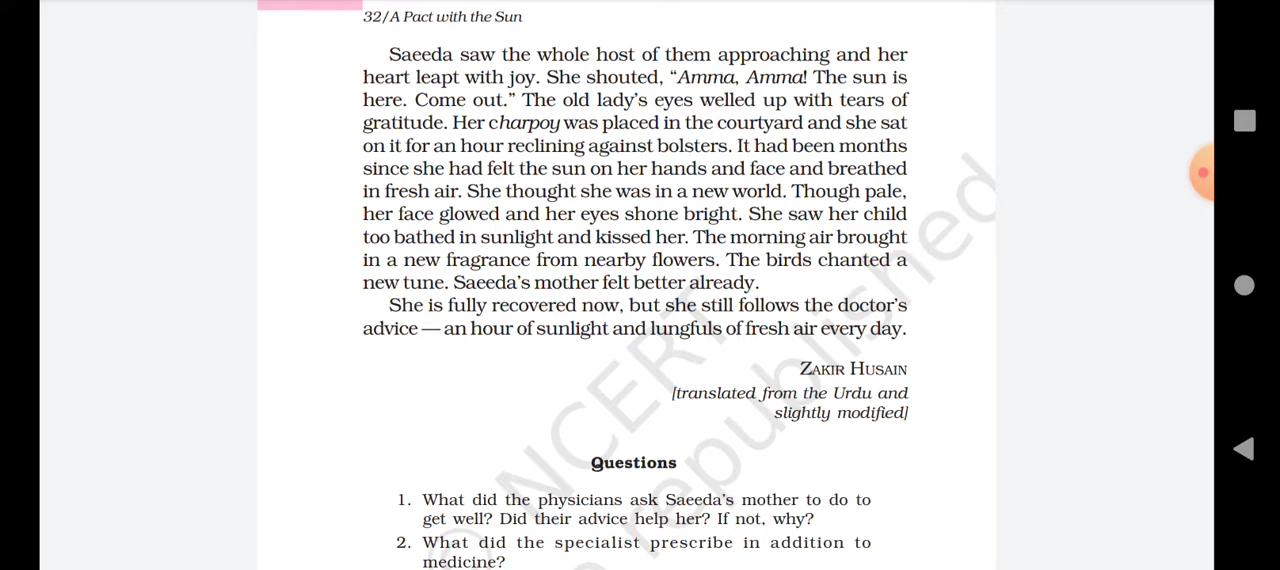 32/A Pact with the Sun
Saeeda saw the whole host of them approaching and her
heart leapt with joy. She shouted, “Amma, Amma! The sun is
here. Come out.” The old lady’s eyes welled up with tears of
gratitude. Her charpoy was placed in the courtyard and she sat
on it for an hour reclining against bolsters. It had been months
since she had felt the sun on her hands and face and breathed
in fresh air. She thought she was in a new world. Though pale,
her face glowed and her eyes shone bright. She saw her child
too bathed in sunlight and kissed her. The morning air brought
in a new fragrance from nearby flowers. The birds chanted a
new tune. Saeeda’s mother felt better already.
She is fully recovered now, but she still follows the doctor’s
advice — an hour of sunlight and lungfuls of fresh air every day.
ZAKIR HUSAIN
[translated from the Urdu and
slightly modified]
Questions
1. What did the physicians ask Saeeda’s mother to do to
get well? Did their advice help her? If not, why?
2. What did the specialist prescribe in addition to
medicine?
© NCERT
republished